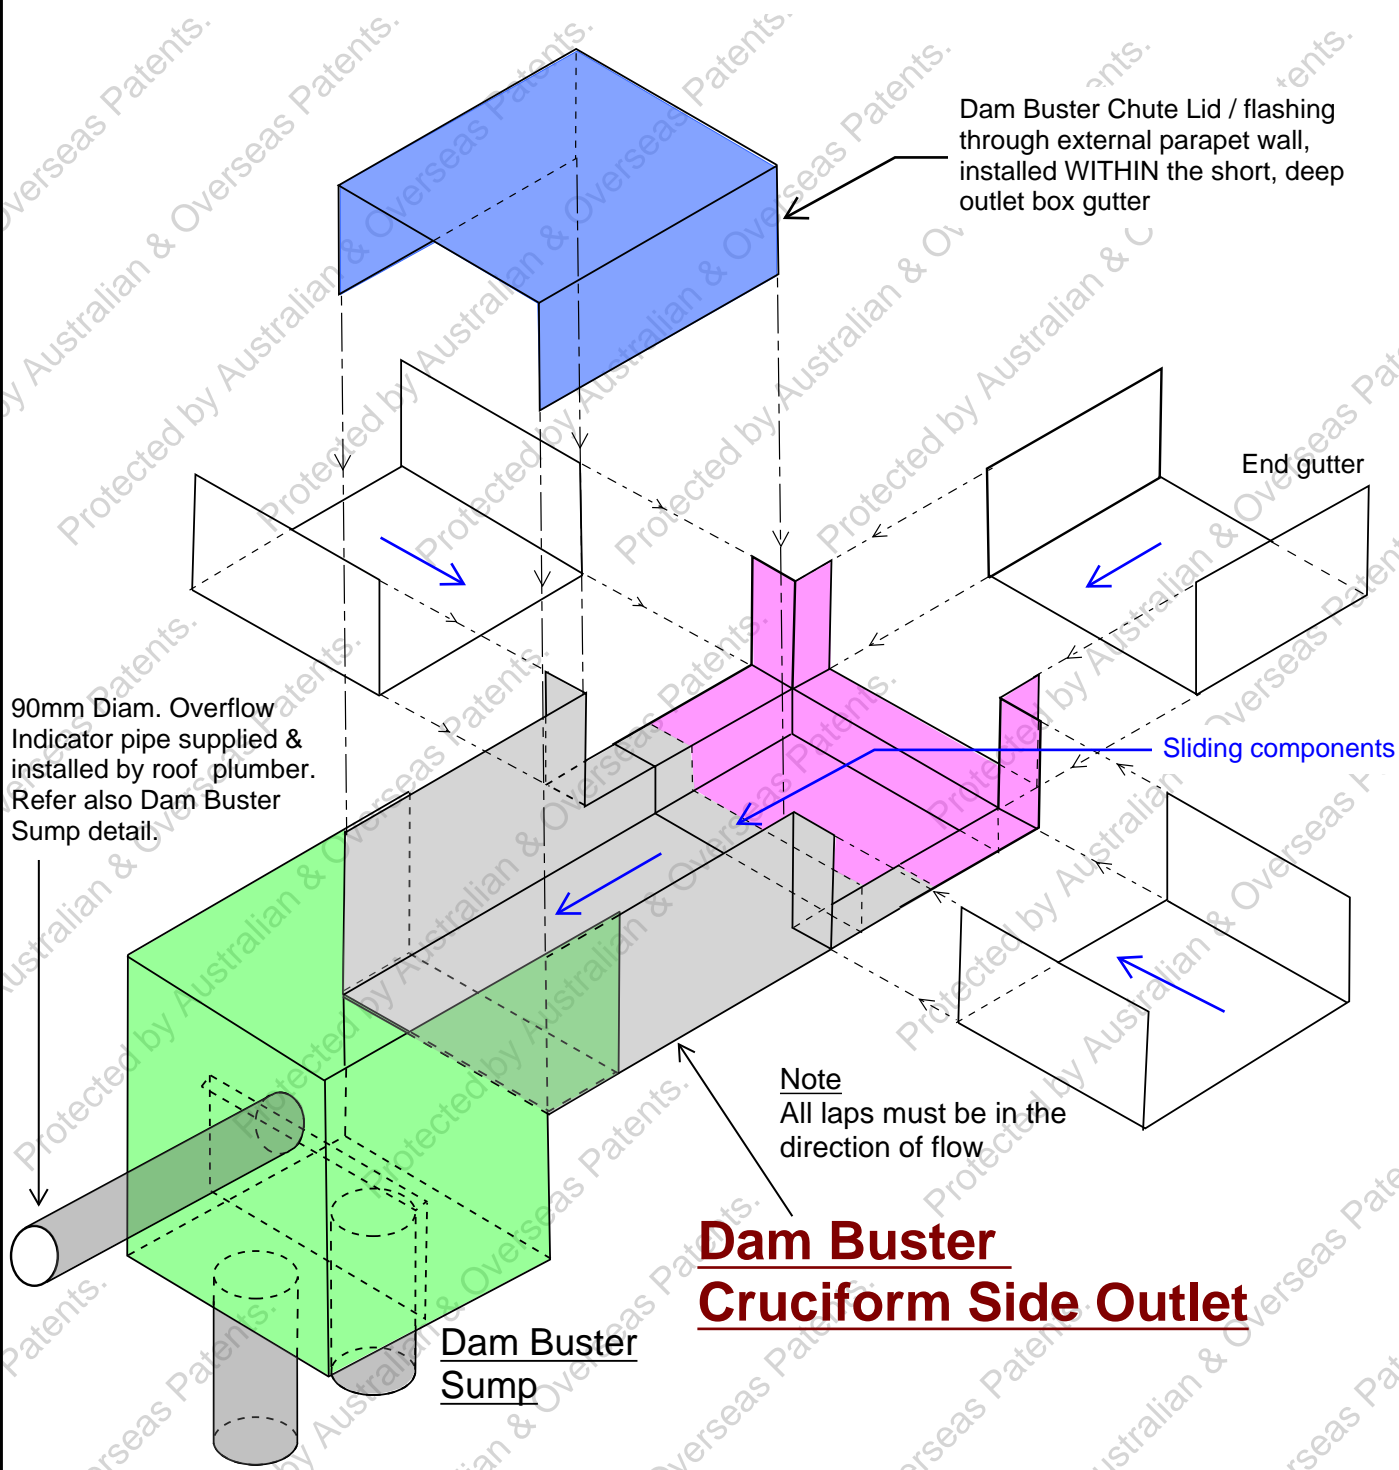 Dam Buster Chute Lid / flashing
through external parapet wall,
installed WITHIN the short, deep
outlet box gutter
End gutter
90mm Diam. Overflow
Indicator pipe supplied &
installed by roof plumber.
Refer also Dam Buster
Sump detail.
Sliding components
Note
All laps must be in the
direction of flow
Dam Buster
Cruciform Side Outlet
Dam Buster
Sump
Protected by Australian & Overseas Patents.